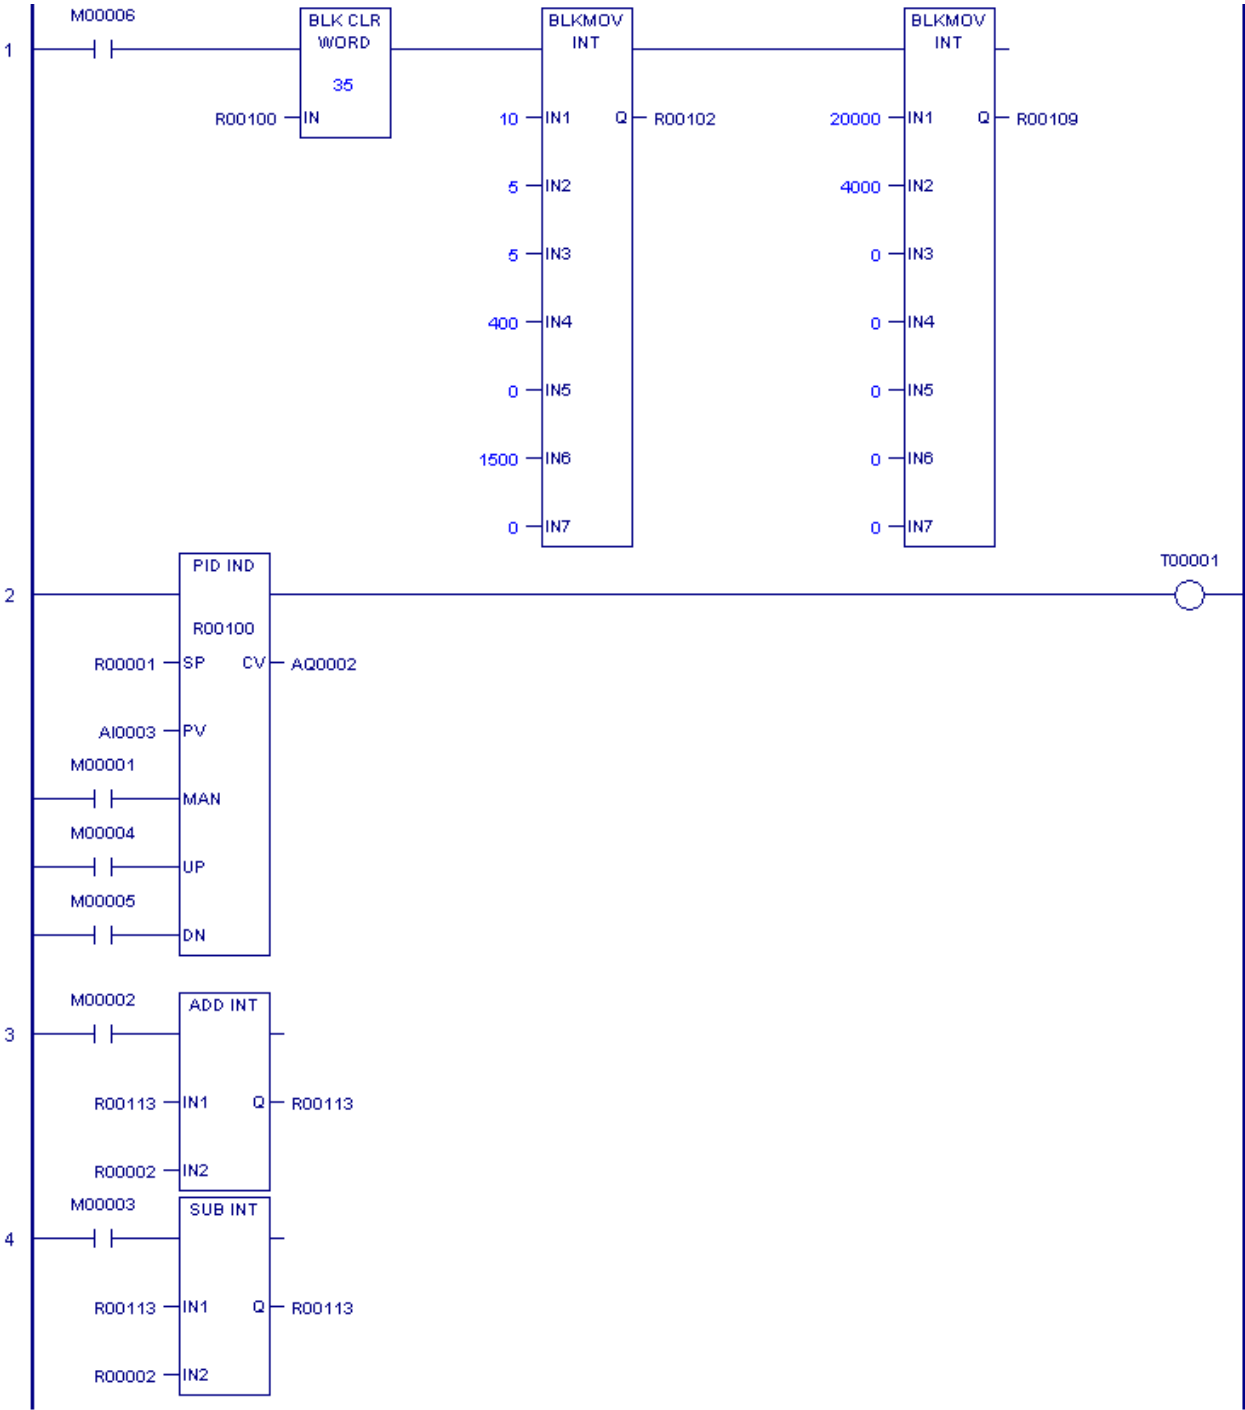 M00006
1
BLK CLR
WORD
35
R00100
IN
BLKMOV
INT
10
IN1
Q
R00102
5
IN2
5
IN3
400
IN4
0
IN5
1500
IN6
0
IN7
BLKMOV
INT
20000
IN1
Q
R00109
4000
IN2
0
IN3
0
IN4
0
IN5
0
IN6
0
IN7
2
PID IND
R00100
R00001
SP
CV
AQ0002
AI0003
PV
M00001
MAN
M00004
UP
M00005
DN
T00001
3
M00002
ADD INT
R00113
IN1
Q
R00113
R00002
IN2
4
M00003
SUB INT
R00113
IN1
Q
R00113
R00002
IN2